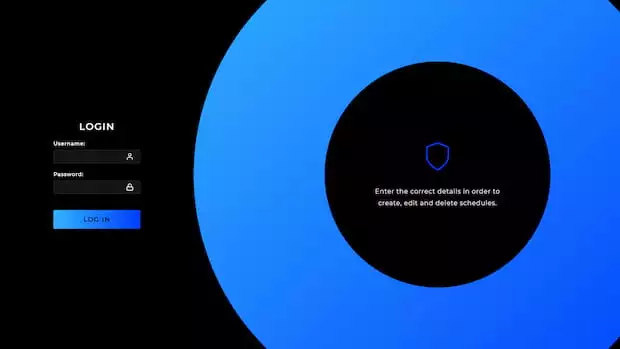 LOGIN
Username:
Password:
LOG IN
Enter the correct details in order to
create, edit and delete schedules.